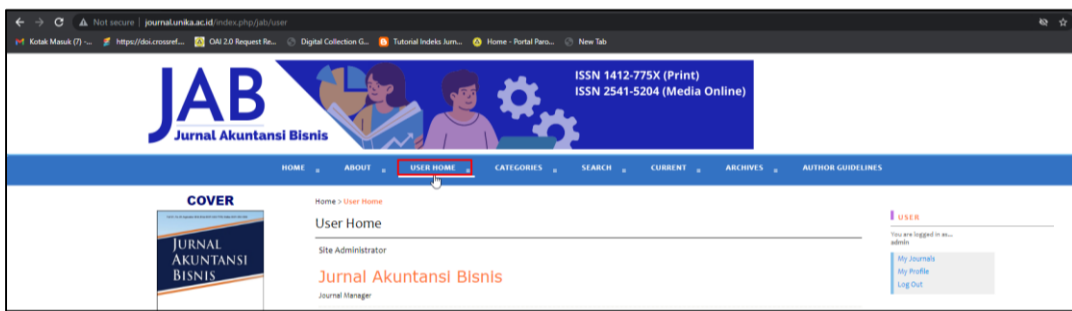 Not secure | journal.unika.ac.id/index.php/jab/user
Kotak Masuk (7) -... https://doi.crossref.... OAI 2.0 Request Re... Digital Collection G... Tutorial Indeks Jurn... Home - Portal Paro... New Tab
JAB
Jurnal Akuntansi Bisnis
ISSN 1412-775X (Print)
ISSN 2541-5204 (Media Online)
HOME ABOUT USER HOME CATEGORIES SEARCH CURRENT ARCHIVES AUTHOR GUIDELINES
COVER
JURNAL
AKUNTANSI
BISNIS
Home > User Home
User Home
Site Administrator
Jurnal Akuntansi Bisnis
Journal Manager
USER
You are logged in as...
admin
My Journals
My Profile
Log Out